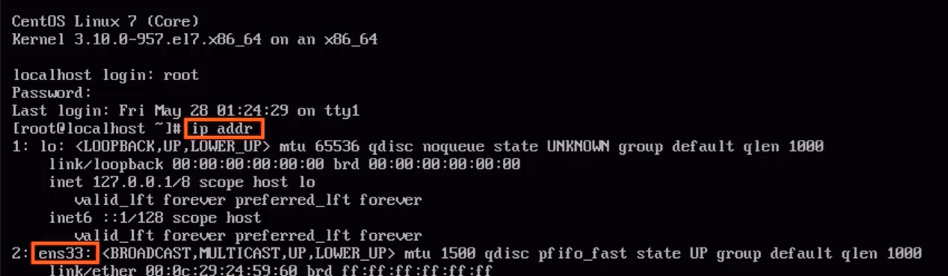 CentOS Linux 7 (Core)
Kernel 3.10.0-957.el7.x86_64 on an x86_64
localhost login: root
Password:
Last login: Fri May 28 01:24:29 on tty1
[root@localhost ~]# ip addr
1: lo: <LOOPBACK,UP,LOWER_UP> mtu 65536 qdisc noqueue state UNKNOWN group default qlen 1000
link/loopback 00:00:00:00:00:00 brd 00:00:00:00:00:00
inet 127.0.0.1/8 scope host lo
valid_lft forever preferred_lft forever
inet6 ::1/128 scope host
valid_lft forever preferred_lft forever
2: ens33: <BROADCAST,MULTICAST,UP,LOWER_UP> mtu 1500 qdisc pfifo_fast state UP group default qlen 1000
link/ether 00:0c:29:24:59:60 brd ff:ff:ff:ff:ff:ff